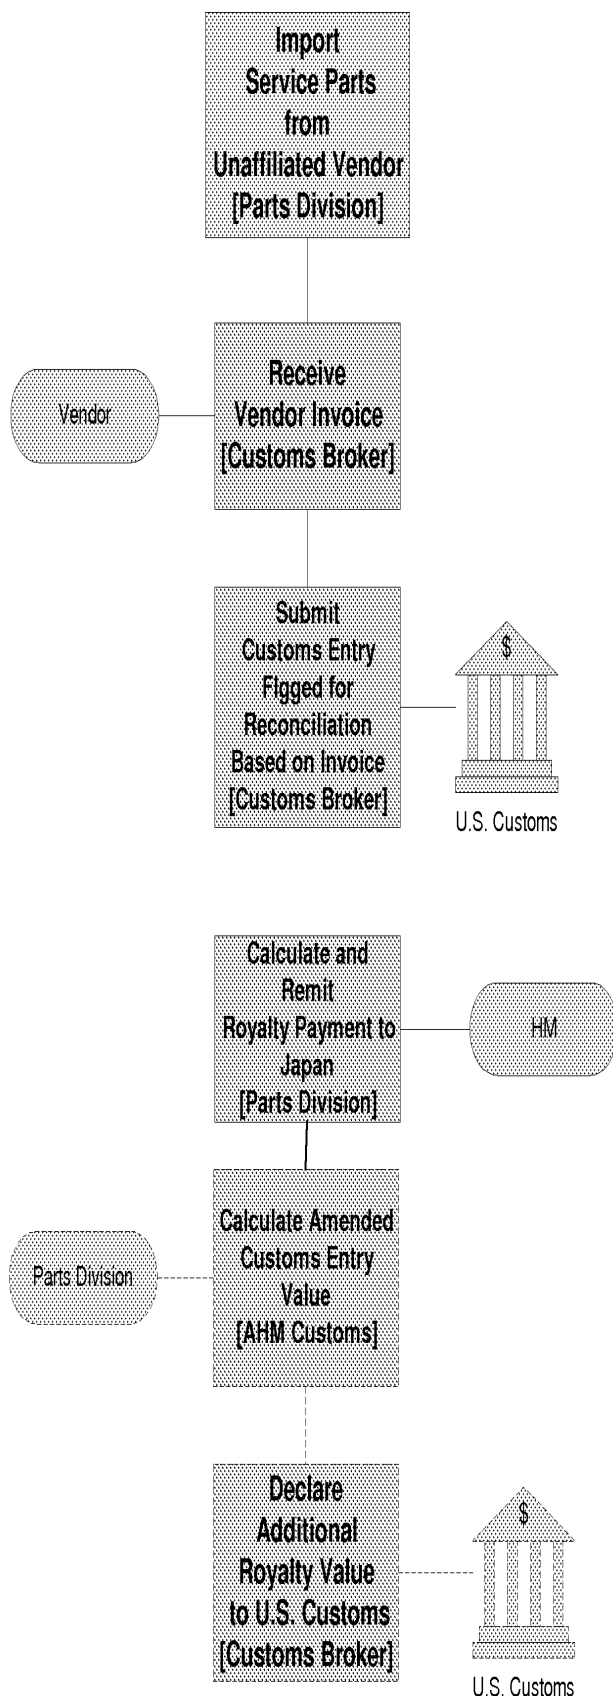 Import
Service Parts
from
Unaffiliated Vendor
[Parts Division]
Receive
Vendor Invoice
[Customs Broker]
Vendor
Submit
Customs Entry
Flgged for
Reconciliation
Based on Invoice
[Customs Broker]
$
U.S. Customs
Calculate and
Remit
Royalty Payment to
Japan
[Parts Division]
HM
Calculate Amended
Customs Entry
Value
[AHM Customs]
Parts Division
Declare
Additional
Royalty Value
to U.S. Customs
[Customs Broker]
$
U.S. Customs